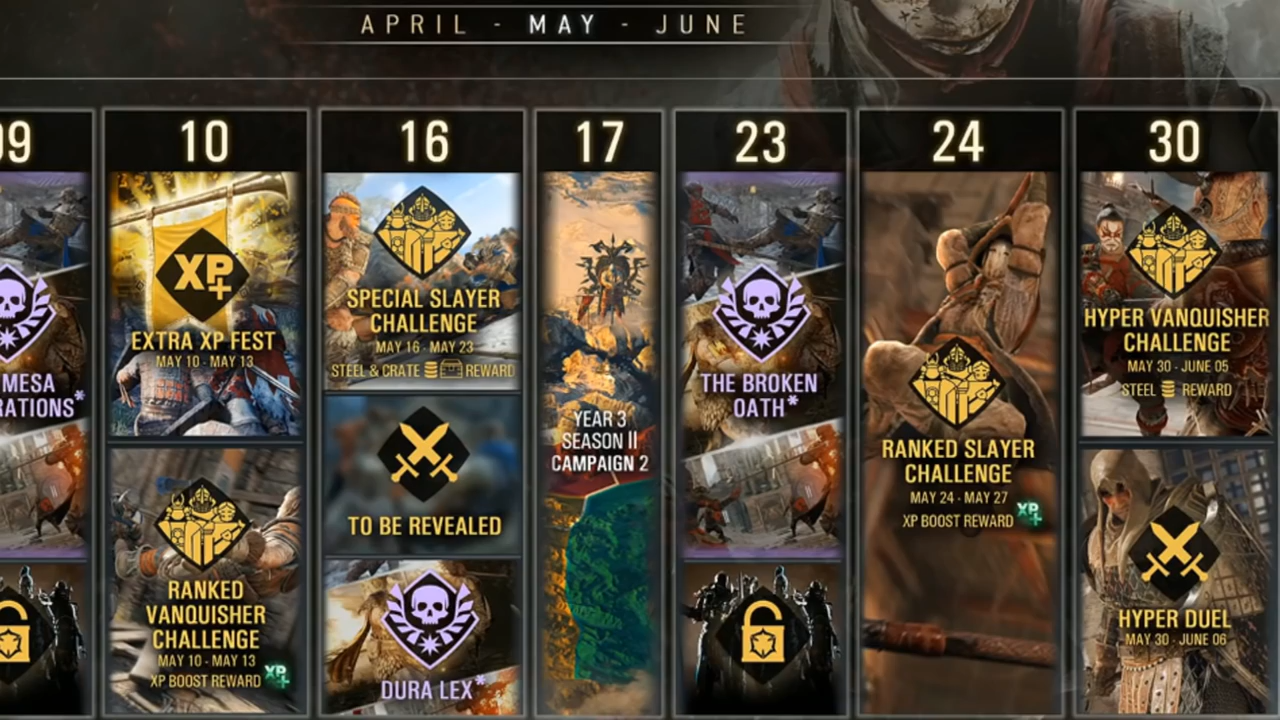 APRIL - MAY - JUNE
09
MESA
RATIONS*
10
XP+
EXTRA XP FEST
MAY 10 - MAY 13
RANKED
VANQUISHER
CHALLENGE
MAY 10 - MAY 13
XP BOOST REWARD XP+
16
SPECIAL SLAYER
CHALLENGE
MAY 16 - MAY 23
STEEL & CRATE REWARD
TO BE REVEALED
DURA LEX*
17
YEAR 3
SEASON II
CAMPAIGN 2
23
THE BROKEN
OATH*
24
RANKED SLAYER
CHALLENGE
MAY 24 - MAY 27
XP BOOST REWARD XP+
30
HYPER VANQUISHER
CHALLENGE
MAY 30 - JUNE 05
STEEL REWARD
HYPER DUEL
MAY 30 - JUNE 06